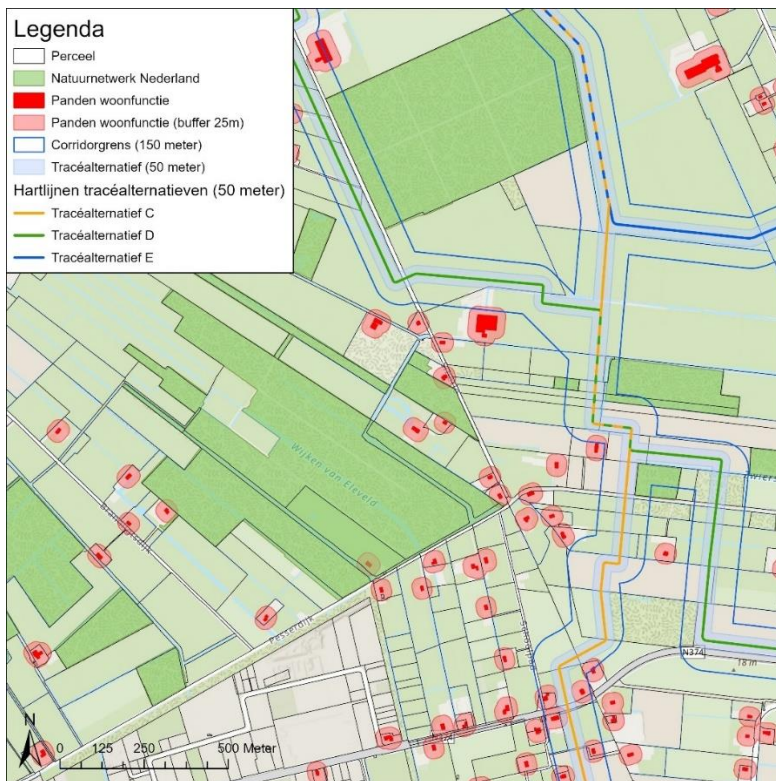 Legenda
Perceel
Natuurnetwerk Nederland
Panden woonfunctie
Panden woonfunctie (buffer 25m)
Corridorgrens (150 meter)
Tracéalternatief (50 meter)
Hartlijnen tracéalternatieven (50 meter)
Tracéalternatief C
Tracéalternatief D
Tracéalternatief E
Wijken van Eleveld
Pesserdijk
N374
18 m
N
0 125 250 500 Meter